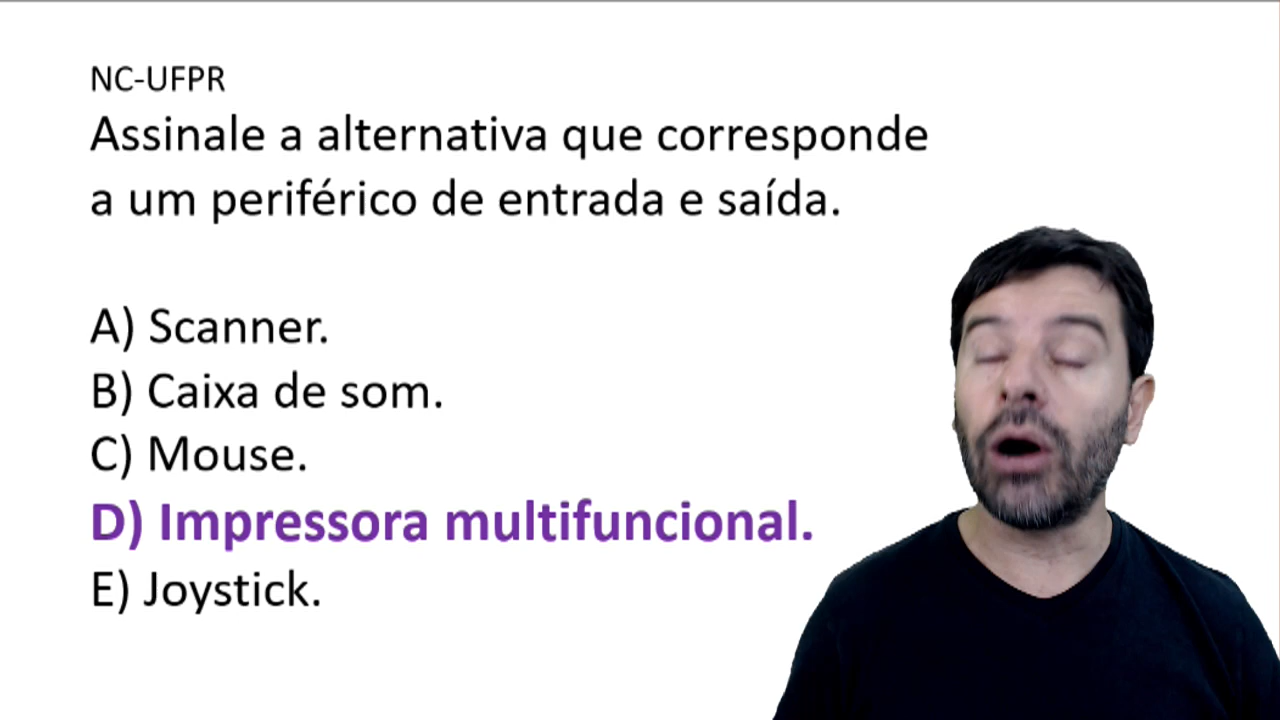 NC-UFPR
Assinale a alternativa que corresponde
a um periférico de entrada e saída.
A) Scanner.
B) Caixa de som.
C) Mouse.
D) Impressora multifuncional.
E) Joystick.